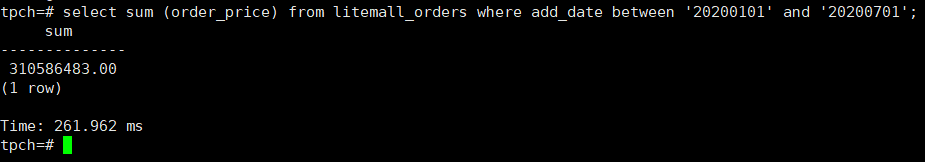 tpch=# select sum (order_price) from litemall_orders where add_date between '20200101' and '20200701';
     sum
--------------
 310586483.00
(1 row)

Time: 261.962 ms
tpch=#